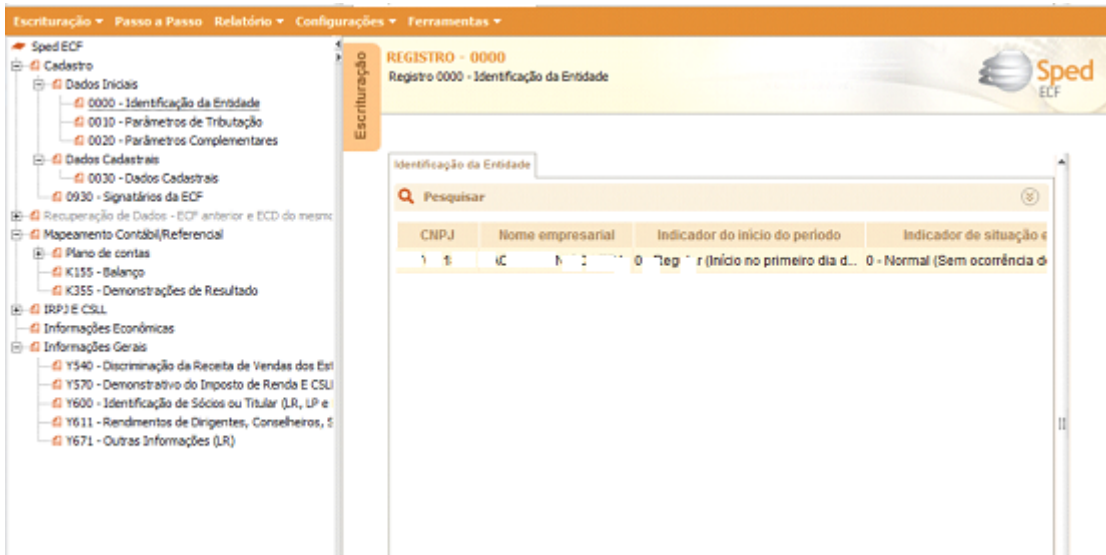 Escrituração Passo a Passo Relatório Configurações Ferramentas
Sped ECF
Cadastro
Dados Iniciais
0000 - Identificação da Entidade
0010 - Parâmetros de Tributação
0020 - Parâmetros Complementares
Dados Cadastrais
0030 - Dados Cadastrais
0930 - Signatários da ECF
Recuperação de Dados - ECF anterior e ECD do mesmo
Mapeamento Contábil/Referencial
Plano de contas
K155 - Balanço
K355 - Demonstrações de Resultado
IRPJ E CSLL
Informações Econômicas
Informações Gerais
Y540 - Discriminação da Receita de Vendas dos Est
Y570 - Demonstrativo do Imposto de Renda E CSLL
Y600 - Identificação de Sócios ou Titular (LR, LP e
Y611 - Rendimentos de Dirigentes, Conselheiros, S
Y671 - Outras Informações (LR)
Escrituração
REGISTRO - 0000
Registro 0000 - Identificação da Entidade
Sped
ECF
Identificação da Entidade
Pesquisar
CNPJ Nome empresarial Indicador do início do período Indicador de situação e
(Início no primeiro dia d... 0 - Normal (Sem ocorrência de